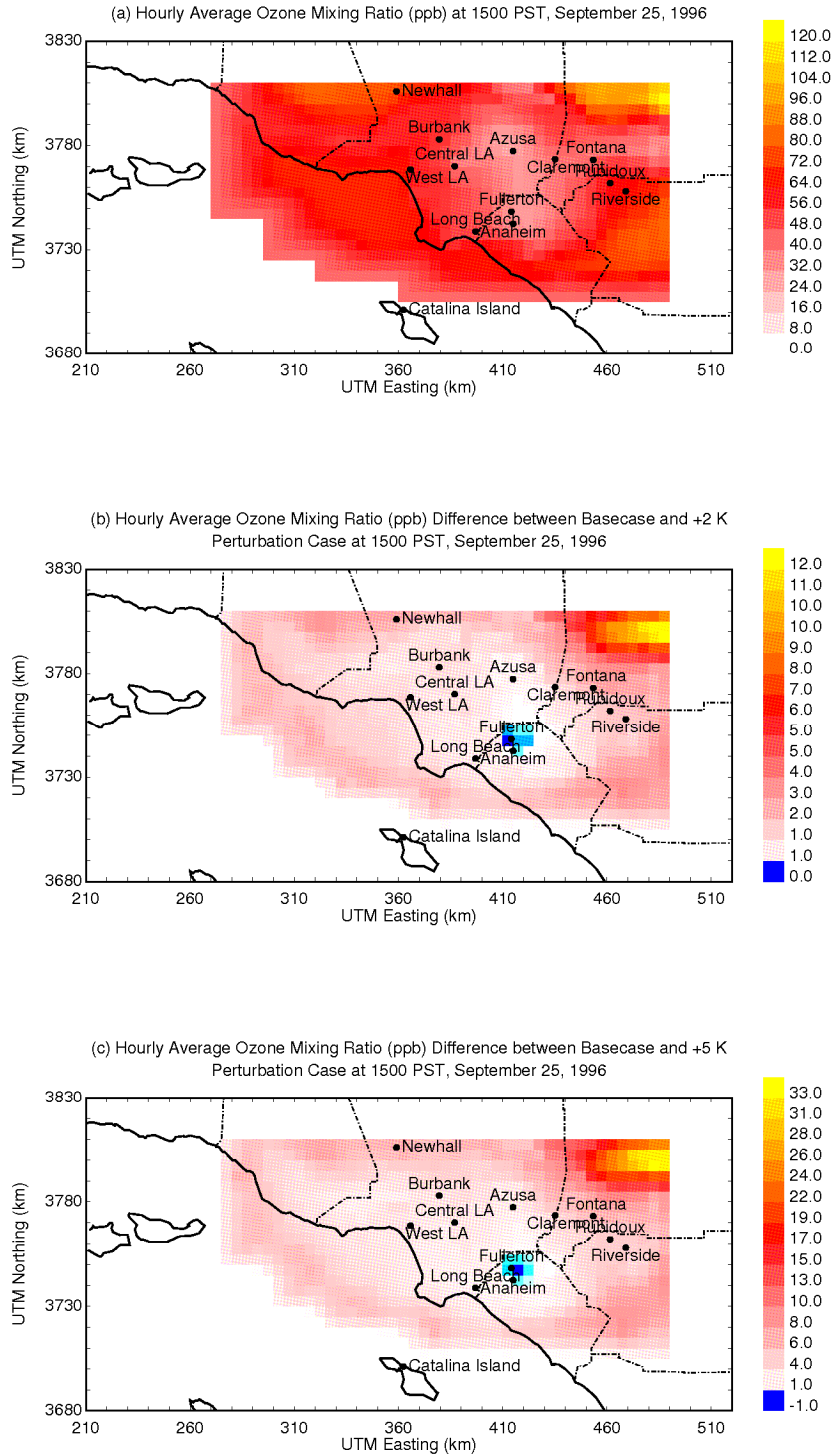 (a) Hourly Average Ozone Mixing Ratio (ppb) at 1500 PST, September 25, 1996
3830
3780
3730
3680
UTM Northing (km)
210 260 310 360 410 460 510
UTM Easting (km)
Newhall
Burbank
Azusa
Central LA
Fontana
West LA
Claremont
Rubidoux
Riverside
Fullerton
Long Beach
Anaheim
Catalina Island
120.0
112.0
104.0
96.0
88.0
80.0
72.0
64.0
56.0
48.0
40.0
32.0
24.0
16.0
8.0
0.0
(b) Hourly Average Ozone Mixing Ratio (ppb) Difference between Basecase and +2 K
Perturbation Case at 1500 PST, September 25, 1996
3830
3780
3730
3680
UTM Northing (km)
210 260 310 360 410 460 510
UTM Easting (km)
Newhall
Burbank
Azusa
Central LA
Fontana
West LA
Claremont
Rubidoux
Riverside
Fullerton
Long Beach
Anaheim
Catalina Island
12.0
11.0
10.0
10.0
9.0
8.0
7.0
6.0
5.0
4.0
3.0
2.0
1.0
1.0
0.0
(c) Hourly Average Ozone Mixing Ratio (ppb) Difference between Basecase and +5 K
Perturbation Case at 1500 PST, September 25, 1996
3830
3780
3730
3680
UTM Northing (km)
210 260 310 360 410 460 510
UTM Easting (km)
Newhall
Burbank
Azusa
Central LA
Fontana
West LA
Claremont
Rubidoux
Riverside
Fullerton
Long Beach
Anaheim
Catalina Island
33.0
31.0
28.0
26.0
24.0
22.0
19.0
17.0
15.0
13.0
10.0
8.0
6.0
4.0
1.0
-1.0